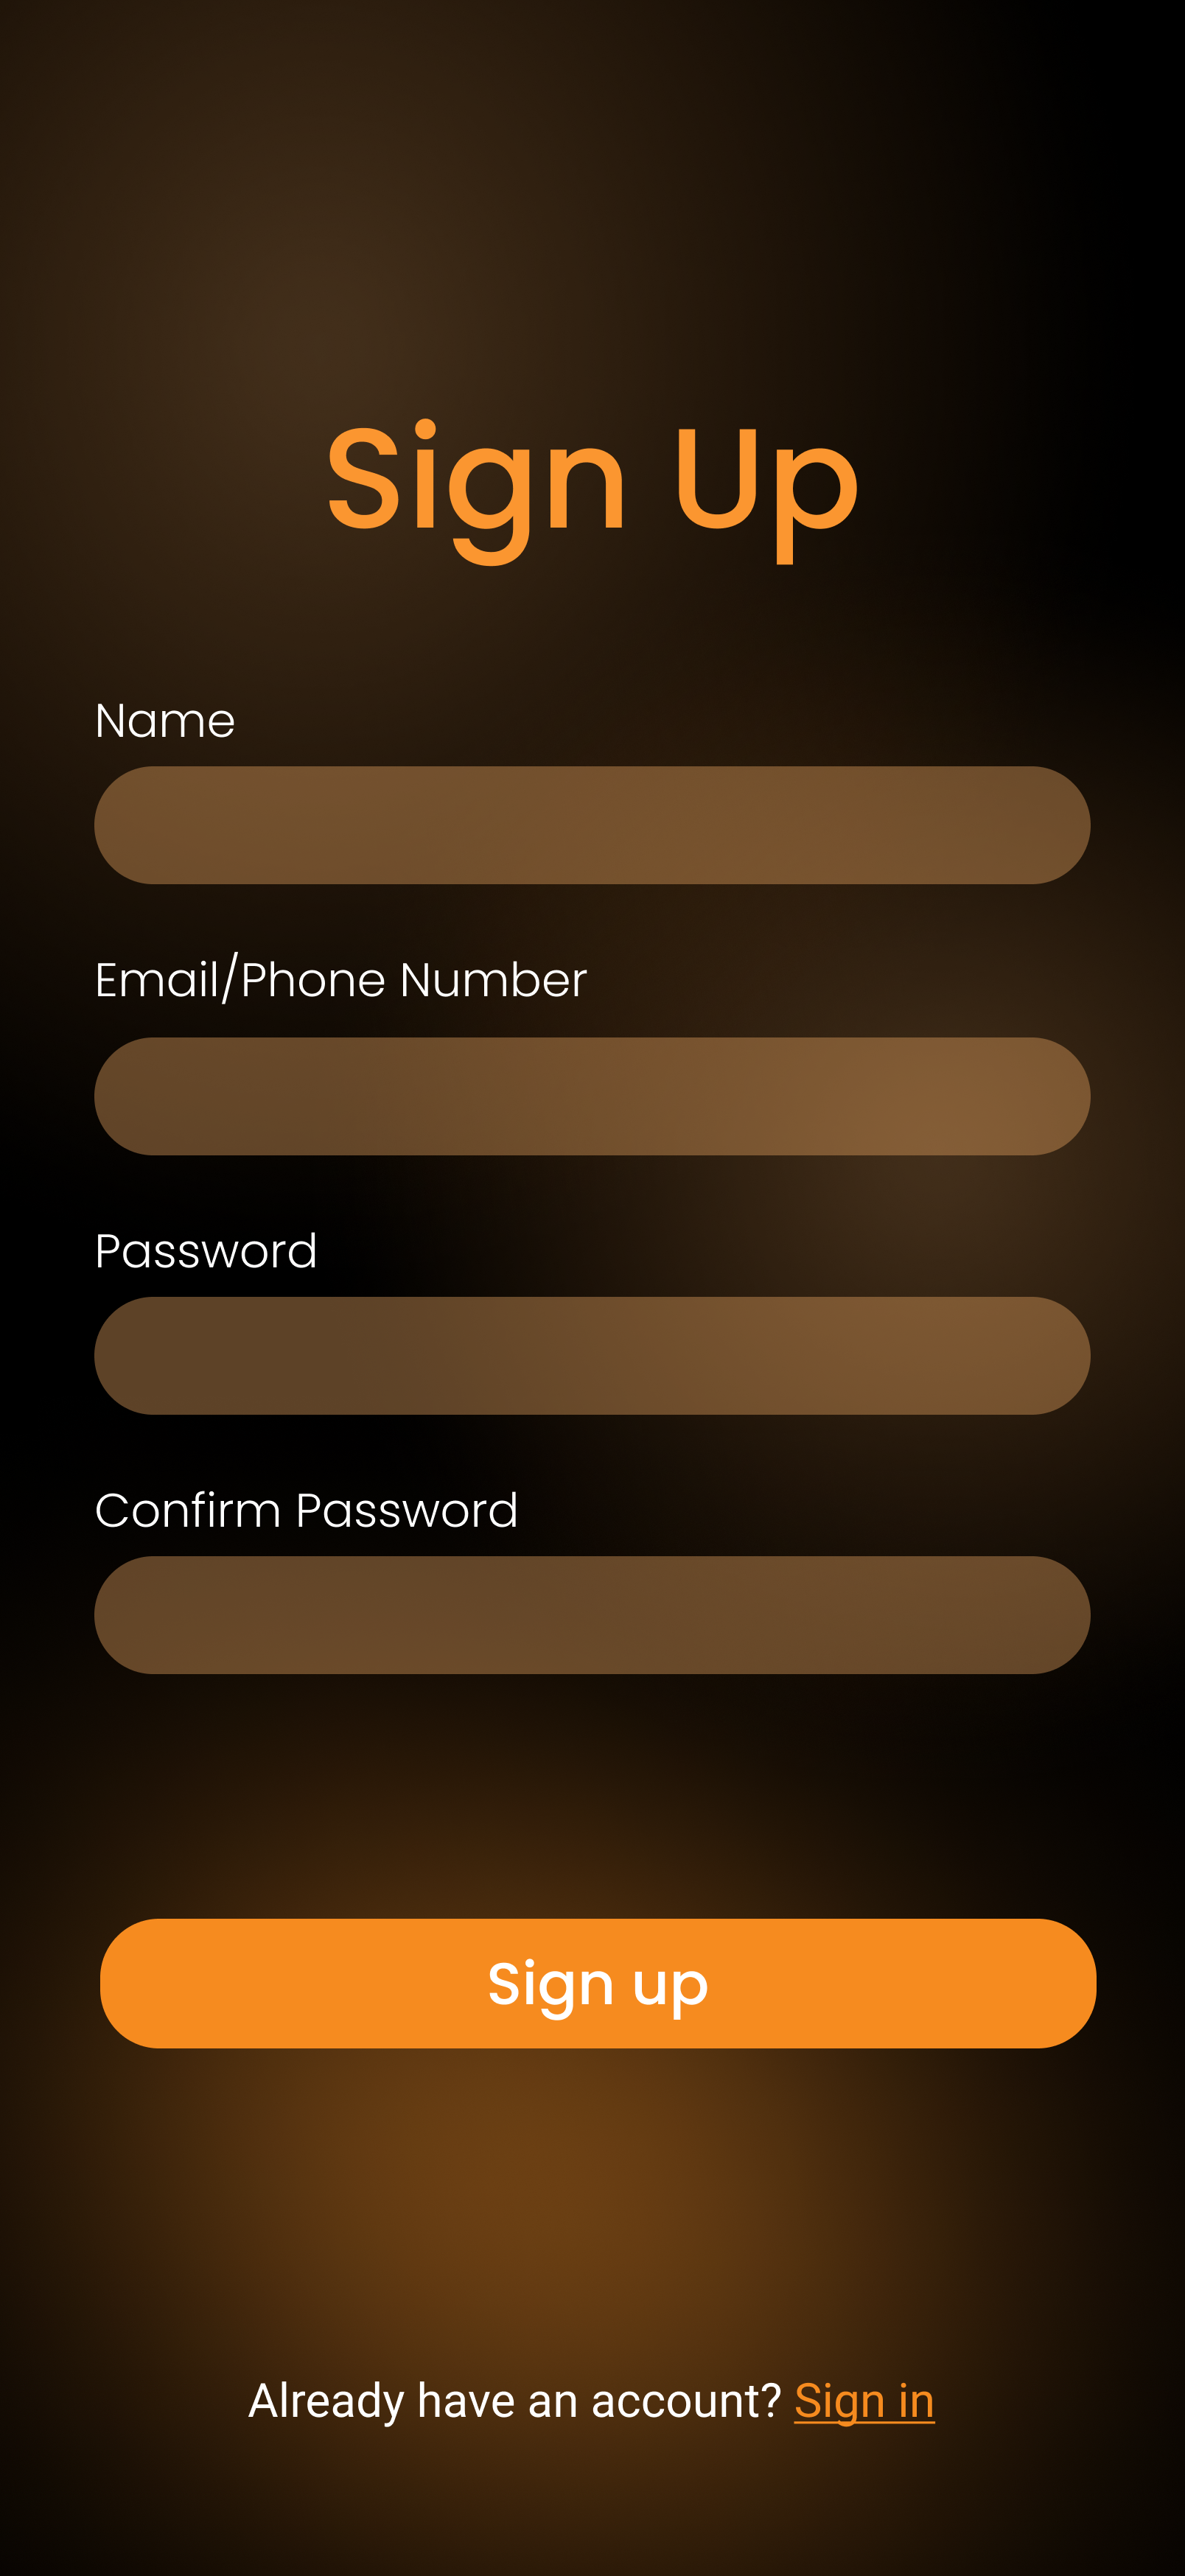 Sign Up
Name
Email/Phone Number
Password
Confirm Password
Sign up
Already have an account? Sign in